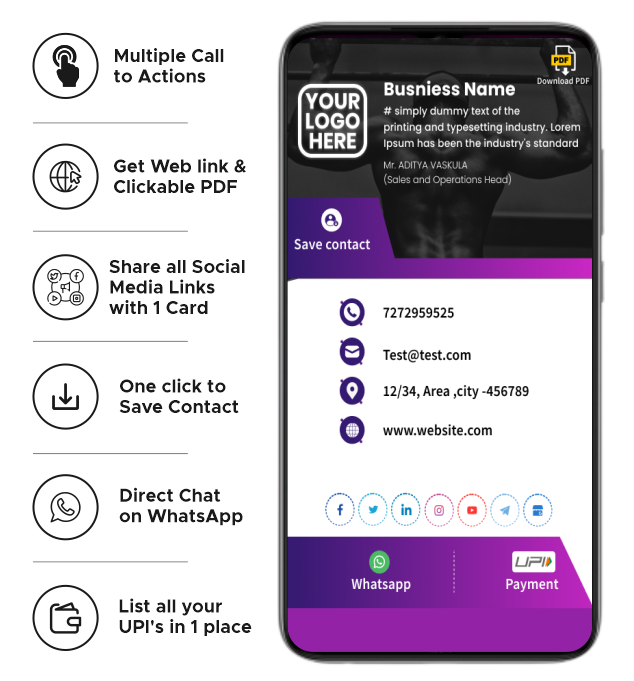 Multiple Call
to Actions
Get Web link &
Clickable PDF
Share all Social
Media Links
with 1 Card
One click to
Save Contact
Direct Chat
on WhatsApp
List all your
UPI's in 1 place
PDF
Download PDF
YOUR
LOGO
HERE
Busniess Name
# simply dummy text of the
printing and typesetting industry. Lorem
Ipsum has been the industry's standard
Mr. ADITYA VASKULA
(Sales and Operations Head)
Save contact
7272959525
Test@test.com
12/34, Area ,city -456789
www.website.com
Whatsapp
UPI
Payment